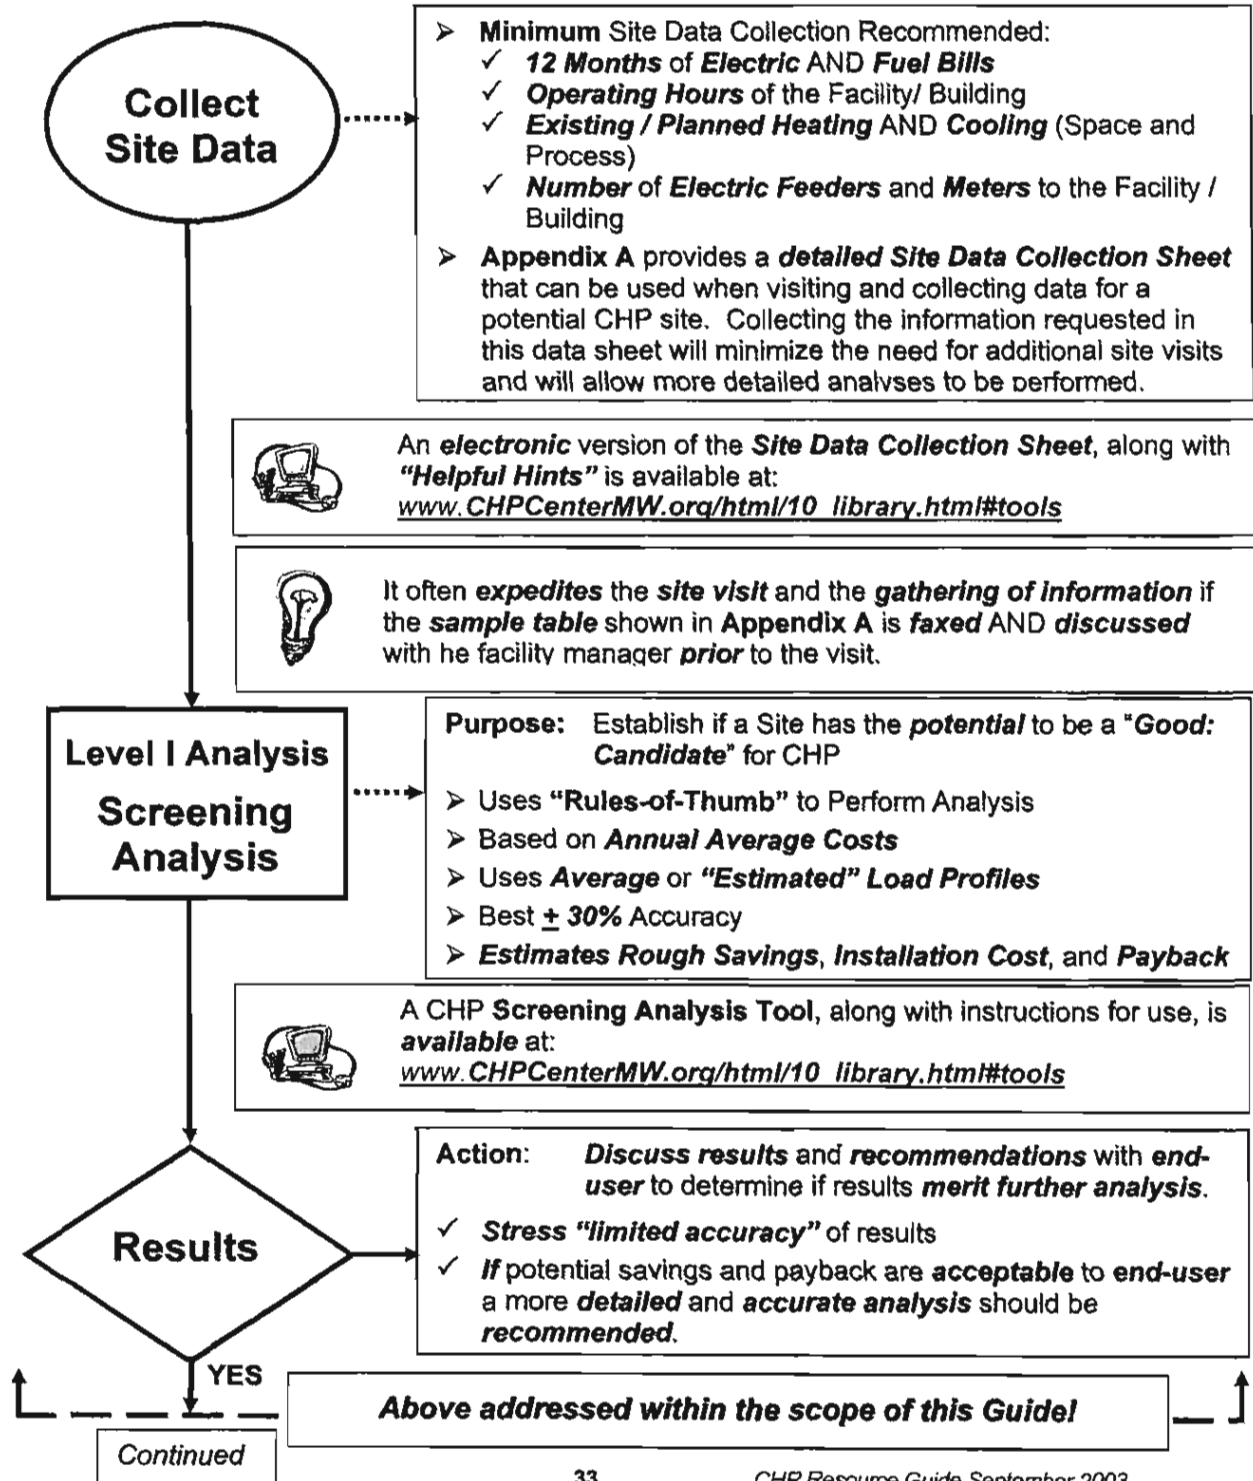 Collect
Site Data
➢ Minimum Site Data Collection Recommended:
✓ 12 Months of Electric AND Fuel Bills
✓ Operating Hours of the Facility/ Building
✓ Existing / Planned Heating AND Cooling (Space and
Process)
✓ Number of Electric Feeders and Meters to the Facility /
Building
➢ Appendix A provides a detailed Site Data Collection Sheet
that can be used when visiting and collecting data for a
potential CHP site. Collecting the information requested in
this data sheet will minimize the need for additional site visits
and will allow more detailed analyses to be performed.
An electronic version of the Site Data Collection Sheet, along with
"Helpful Hints" is available at:
www.CHPCenterMW.org/html/10_library.html#tools
It often expedites the site visit and the gathering of information if
the sample table shown in Appendix A is faxed AND discussed
with he facility manager prior to the visit.
Level I Analysis
Screening
Analysis
Purpose: Establish if a Site has the potential to be a "Good:
Candidate" for CHP
➢ Uses "Rules-of-Thumb" to Perform Analysis
➢ Based on Annual Average Costs
➢ Uses Average or "Estimated" Load Profiles
➢ Best ± 30% Accuracy
➢ Estimates Rough Savings, Installation Cost, and Payback
A CHP Screening Analysis Tool, along with instructions for use, is
available at:
www.CHPCenterMW.org/html/10_library.html#tools
Results
Action: Discuss results and recommendations with end-
user to determine if results merit further analysis.
✓ Stress "limited accuracy" of results
✓ If potential savings and payback are acceptable to end-user
a more detailed and accurate analysis should be
recommended.
YES
Above addressed within the scope of this Guide!
Continued
33
CHP Resource Guide September 2003